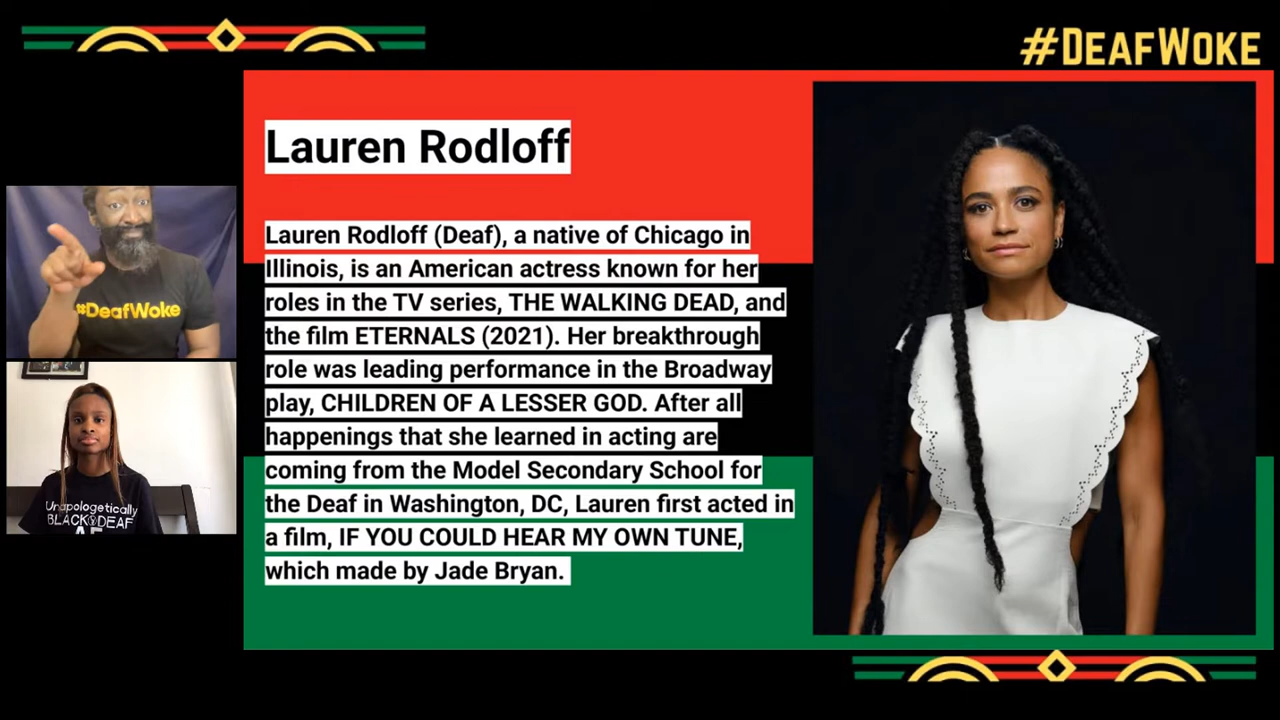 #DEAFWOKE
Lauren Rodloff
Lauren Rodloff (Deaf), a native of Chicago in
Illinois, is an American actress known for her
roles in the TV series, THE WALKING DEAD, and
the film ETERNALS (2021). Her breakthrough
role was leading performance in the Broadway
play, CHILDREN OF A LESSER GOD. After all
happenings that she learned in acting are
coming from the Model Secondary School for
the Deaf in Washington, DC, Lauren first acted in
a film, IF YOU COULD HEAR MY OWN TUNE,
which made by Jade Bryan.
#DeafWoke
Unapologetically
BLACK DEAF
AF